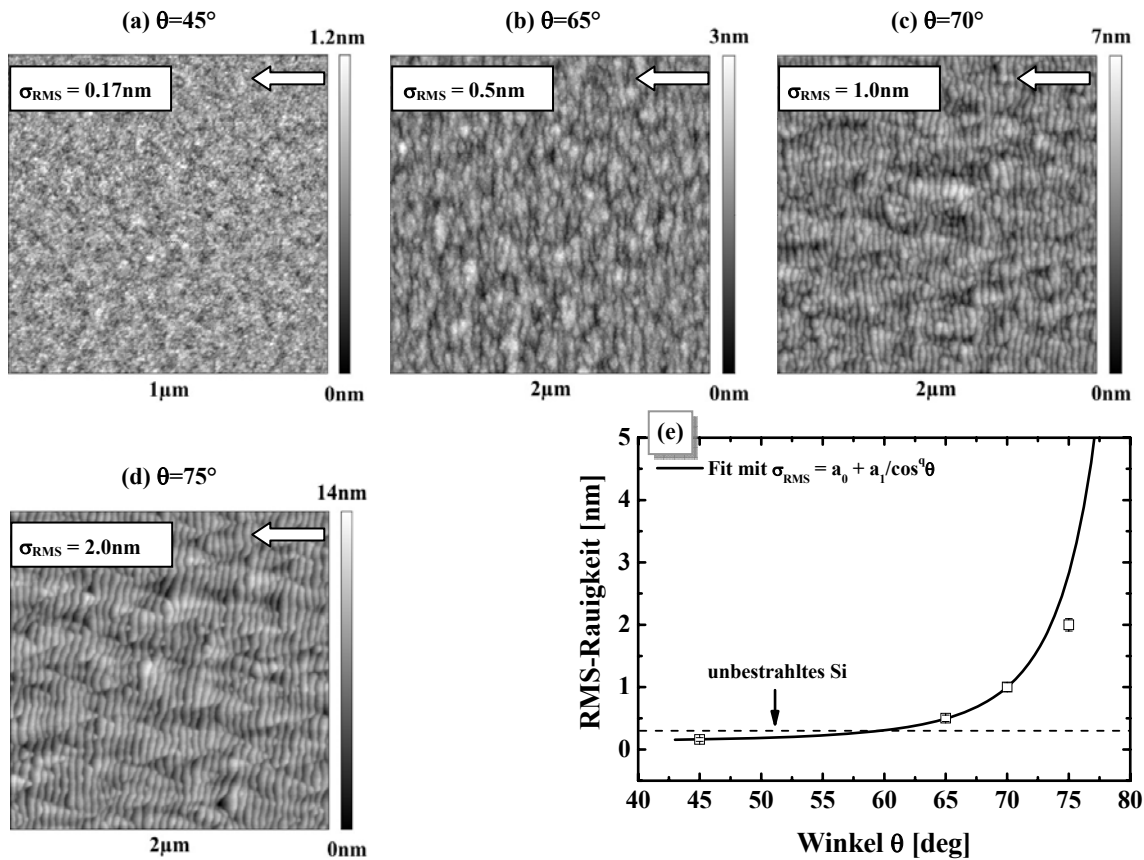 (a) θ=45°
1.2nm
σRMS = 0.17nm
1µm
0nm
(b) θ=65°
3nm
σRMS = 0.5nm
2µm
0nm
(c) θ=70°
7nm
σRMS = 1.0nm
2µm
0nm
(d) θ=75°
14nm
σRMS = 2.0nm
2µm
0nm
(e)
Fit mit σRMS = a0 + a1/cos^qθ
unbestrahltes Si
RMS-Rauigkeit [nm]
5
4
3
2
1
0
40 45 50 55 60 65 70 75 80
Winkel θ [deg]